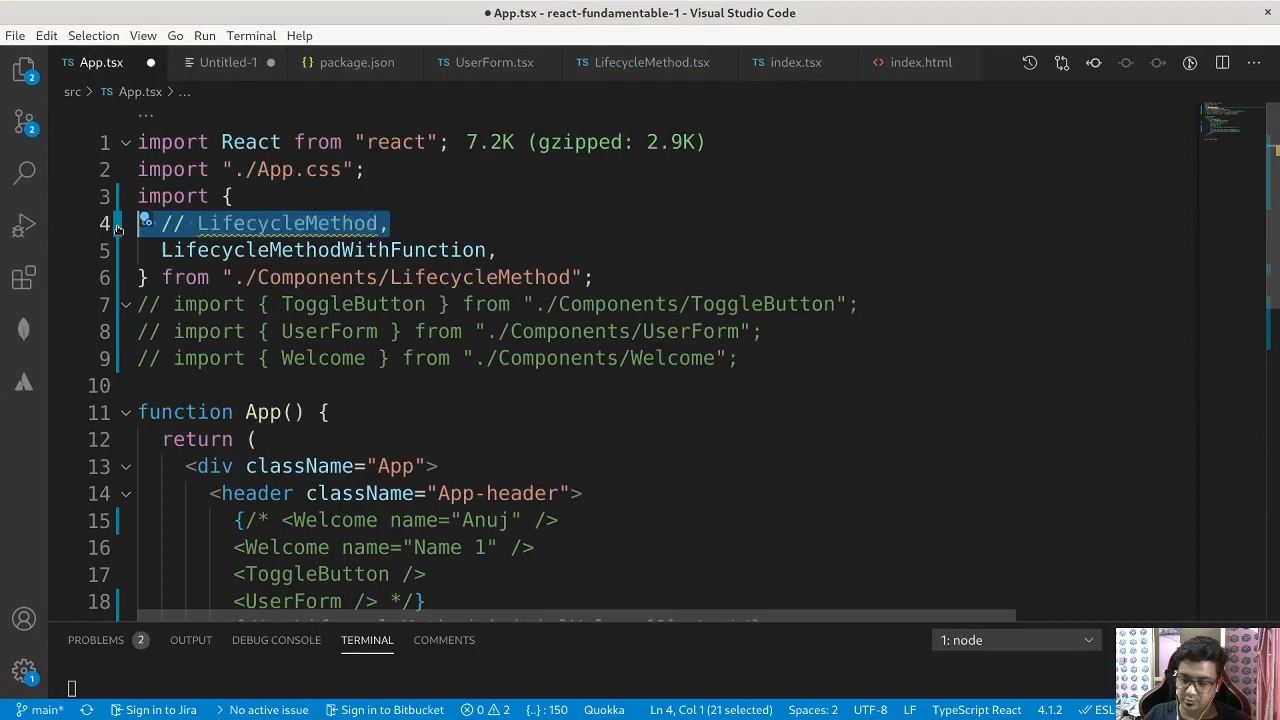 App.tsx - react-fundamentable-1 - Visual Studio Code
File Edit Selection View Go Run Terminal Help
TS App.tsx Untitled-1 {} package.json TS UserForm.tsx TS LifecycleMethod.tsx TS index.tsx <> index.html
src > TS App.tsx > ...
1 import React from "react"; 7.2K (gzipped: 2.9K)
2 import "./App.css";
3 import {
4 // LifecycleMethod,
5 LifecycleMethodWithFunction,
6 } from "./Components/LifecycleMethod";
7 // import { ToggleButton } from "./Components/ToggleButton";
8 // import { UserForm } from "./Components/UserForm";
9 // import { Welcome } from "./Components/Welcome";
10
11 function App() {
12 return (
13 <div className="App">
14 <header className="App-header">
15 {/* <Welcome name="Anuj" />
16 <Welcome name="Name 1" />
17 <ToggleButton />
18 <UserForm /> */}
PROBLEMS 2 OUTPUT DEBUG CONSOLE TERMINAL COMMENTS 1: node
main* Sign in to Jira No active issue Sign in to Bitbucket 0 2 {..} : 150 Quokka Ln 4, Col 1 (21 selected) Spaces: 2 UTF-8 LF TypeScript React 4.1.2 ESL